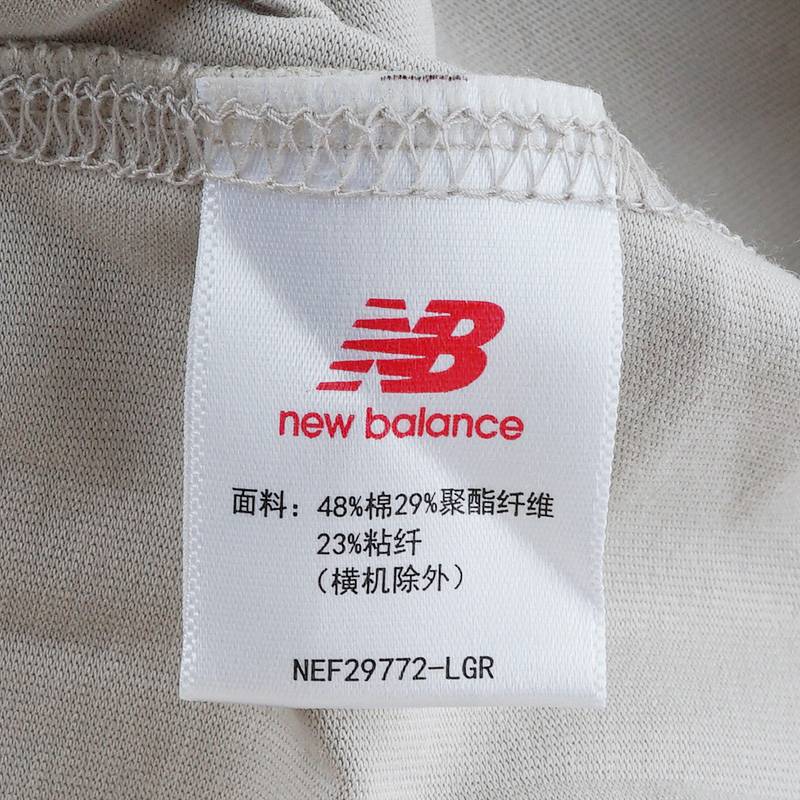 NB
new balance
面料：48%棉29%聚酯纤维
23%粘纤
（横机除外）
NEF29772-LGR